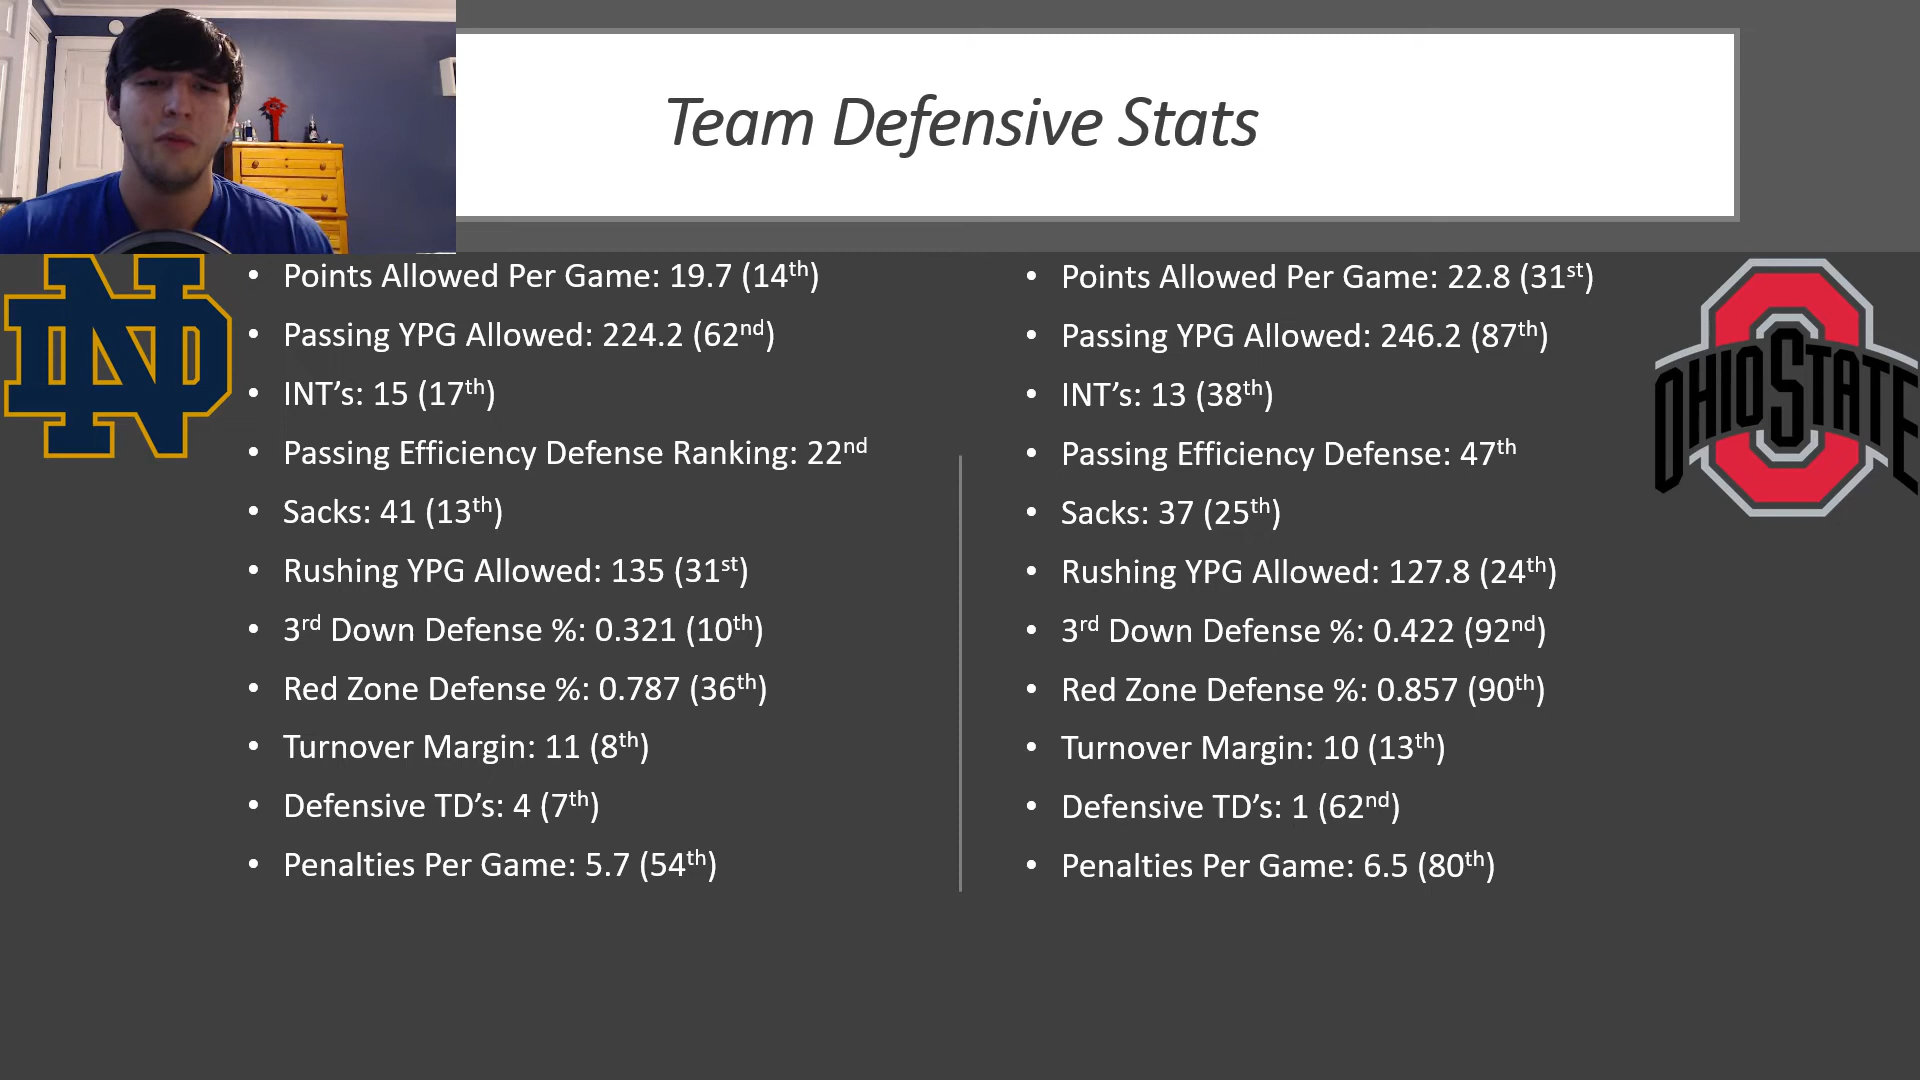 Team Defensive Stats
• Points Allowed Per Game: 19.7 (14th)
• Passing YPG Allowed: 224.2 (62nd)
• INT’s: 15 (17th)
• Passing Efficiency Defense Ranking: 22nd
• Sacks: 41 (13th)
• Rushing YPG Allowed: 135 (31st)
• 3rd Down Defense %: 0.321 (10th)
• Red Zone Defense %: 0.787 (36th)
• Turnover Margin: 11 (8th)
• Defensive TD’s: 4 (7th)
• Penalties Per Game: 5.7 (54th)
• Points Allowed Per Game: 22.8 (31st)
• Passing YPG Allowed: 246.2 (87th)
• INT’s: 13 (38th)
• Passing Efficiency Defense: 47th
• Sacks: 37 (25th)
• Rushing YPG Allowed: 127.8 (24th)
• 3rd Down Defense %: 0.422 (92nd)
• Red Zone Defense %: 0.857 (90th)
• Turnover Margin: 10 (13th)
• Defensive TD’s: 1 (62nd)
• Penalties Per Game: 6.5 (80th)
ND
OHIO STATE